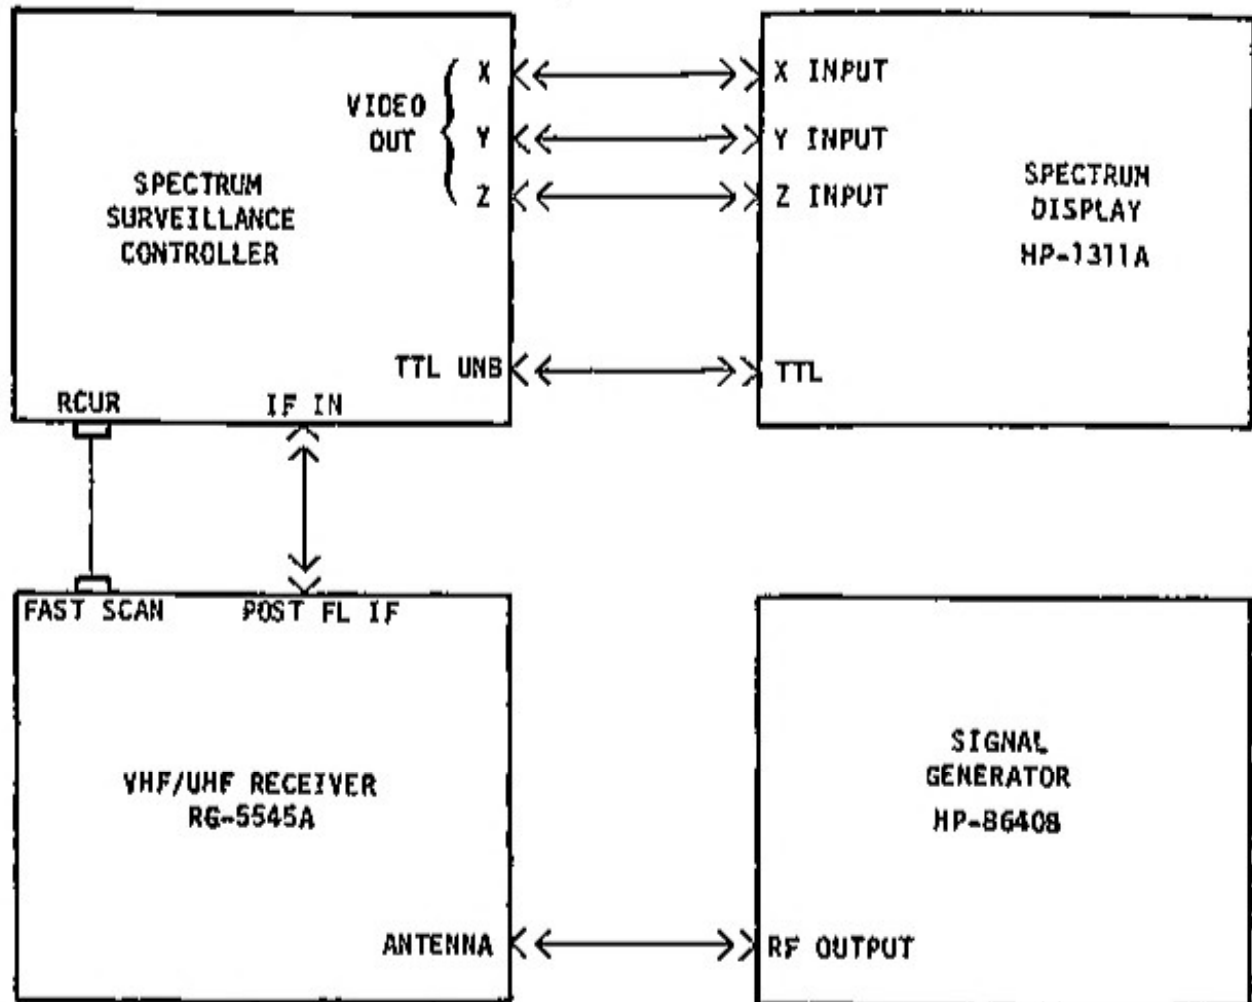 VIDEO
OUT
X
Y
Z
X INPUT
Y INPUT
Z INPUT
SPECTRUM
SURVEILLANCE
CONTROLLER
SPECTRUM
DISPLAY
HP-1311A
TTL UNB
TTL
RCUR
IF IN
FAST SCAN
POST FL IF
VHF/UHF RECEIVER
RG-5545A
SIGNAL
GENERATOR
HP-8640B
ANTENNA
RF OUTPUT